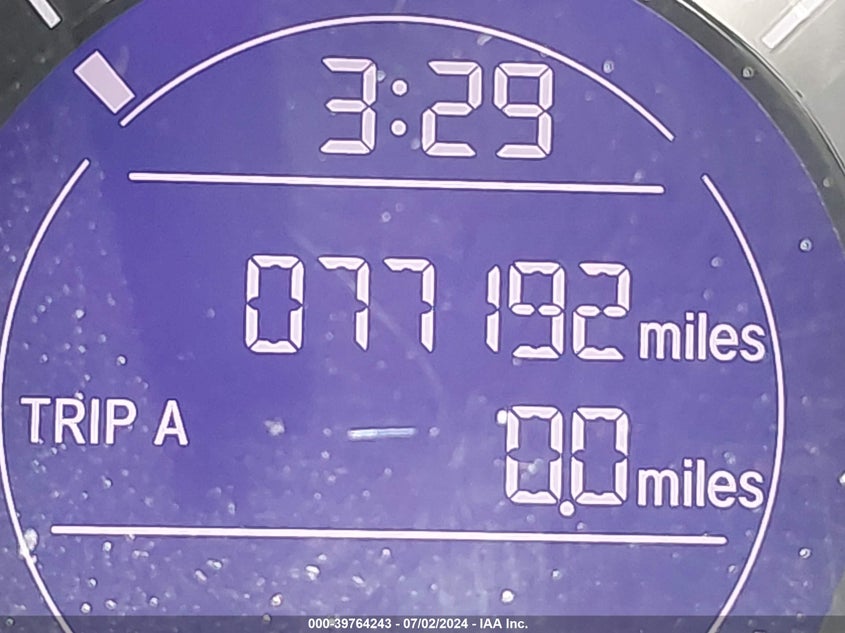 3:29
077192 miles
TRIP A 0.0 miles
000-39764243 - 07/02/2024 - IAA Inc.